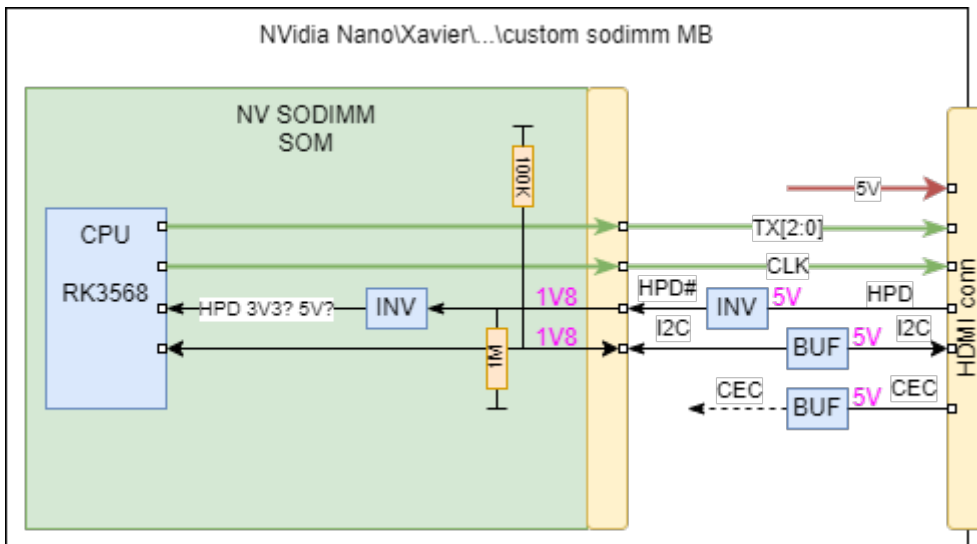 NVidia Nano\Xavier\...\custom sodimm MB
NV SODIMM
SOM
100K
5V
CPU
TX[2:0]
CLK
RK3568
HPD 3V3? 5V?
INV
1V8
HPD#
INV
5V
HPD
1M
1V8
I2C
BUF
5V
I2C
CEC
BUF
5V
CEC
HDMI conn